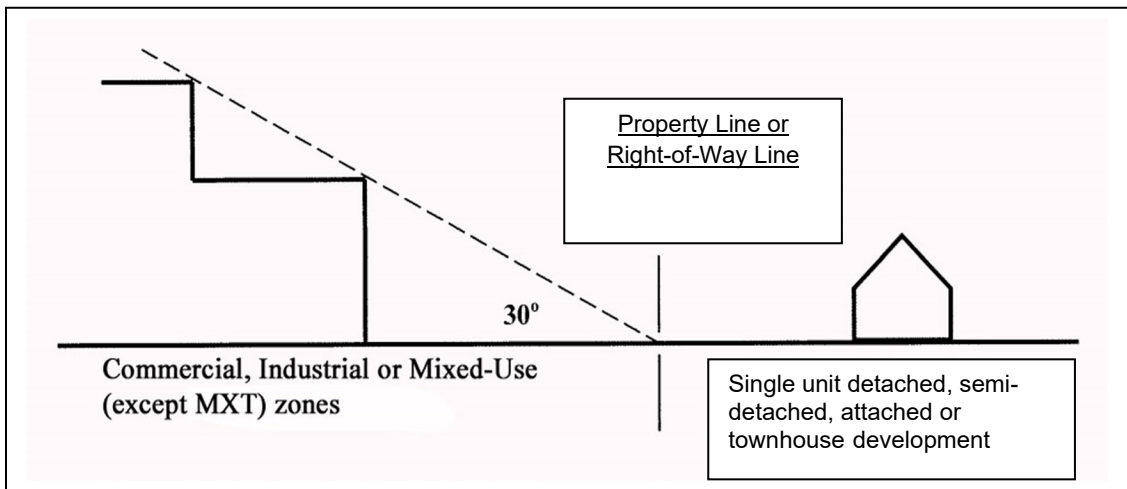 Property Line or
Right-of-Way Line
30°
Commercial, Industrial or Mixed-Use
(except MXT) zones
Single unit detached, semi-
detached, attached or
townhouse development